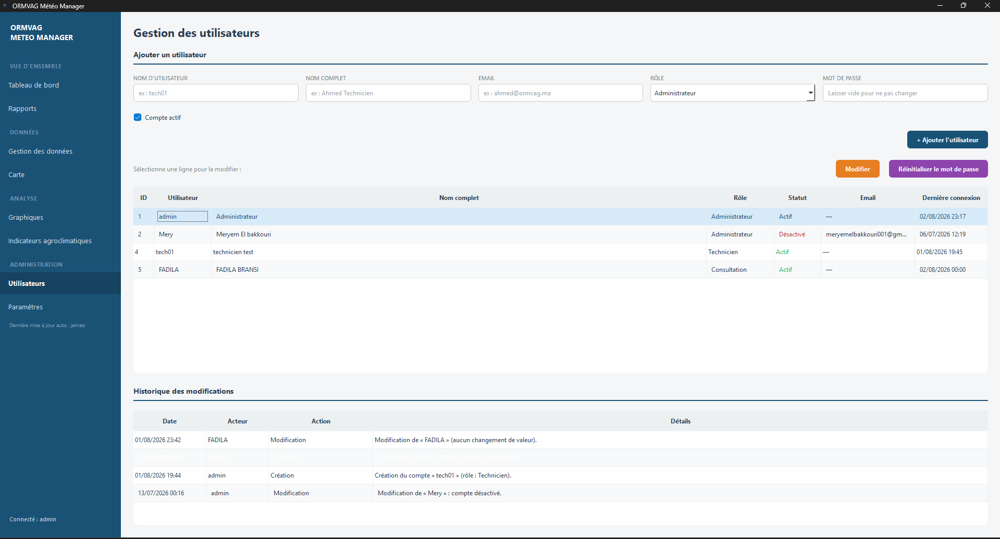 ORMVAG Météo Manager
ORMVAG
METEO MANAGER
VUE D'ENSEMBLE
Tableau de bord
Rapports
DONNÉES
Gestion des données
Carte
ANALYSE
Graphiques
Indicateurs agroclimatiques
ADMINISTRATION
Utilisateurs
Paramètres
Dernière mise à jour auto : jamais
Connecté : admin
Gestion des utilisateurs
Ajouter un utilisateur
NOM D'UTILISATEUR NOM COMPLET EMAIL RÔLE MOT DE PASSE
ex : tech01 ex : Ahmed Technicien ex : ahmed@ormvag.ma Administrateur Laisser vide pour ne pas changer
Compte actif
+ Ajouter l'utilisateur
Sélectionne une ligne pour la modifier : Modifier Réinitialiser le mot de passe
ID Utilisateur Nom complet Rôle Statut Email Dernière connexion
1 admin Administrateur Administrateur Actif — 02/08/2026 23:17
2 Mery Meryem El bakkouri Administrateur Désactivé meryemelbakkouri001@gm... 06/07/2026 12:19
4 tech01 technicien test Technicien Actif — 01/08/2026 19:45
5 FADILA FADILA BRANSI Consultation Actif — 02/08/2026 00:00
Historique des modifications
Date Acteur Action Détails
01/08/2026 23:42 FADILA Modification Modification de « FADILA » (aucun changement de valeur).
01/08/2026 19:44 admin Création Création du compte « tech01 » (rôle : Technicien).
13/07/2026 00:16 admin Modification Modification de « Mery » : compte désactivé.